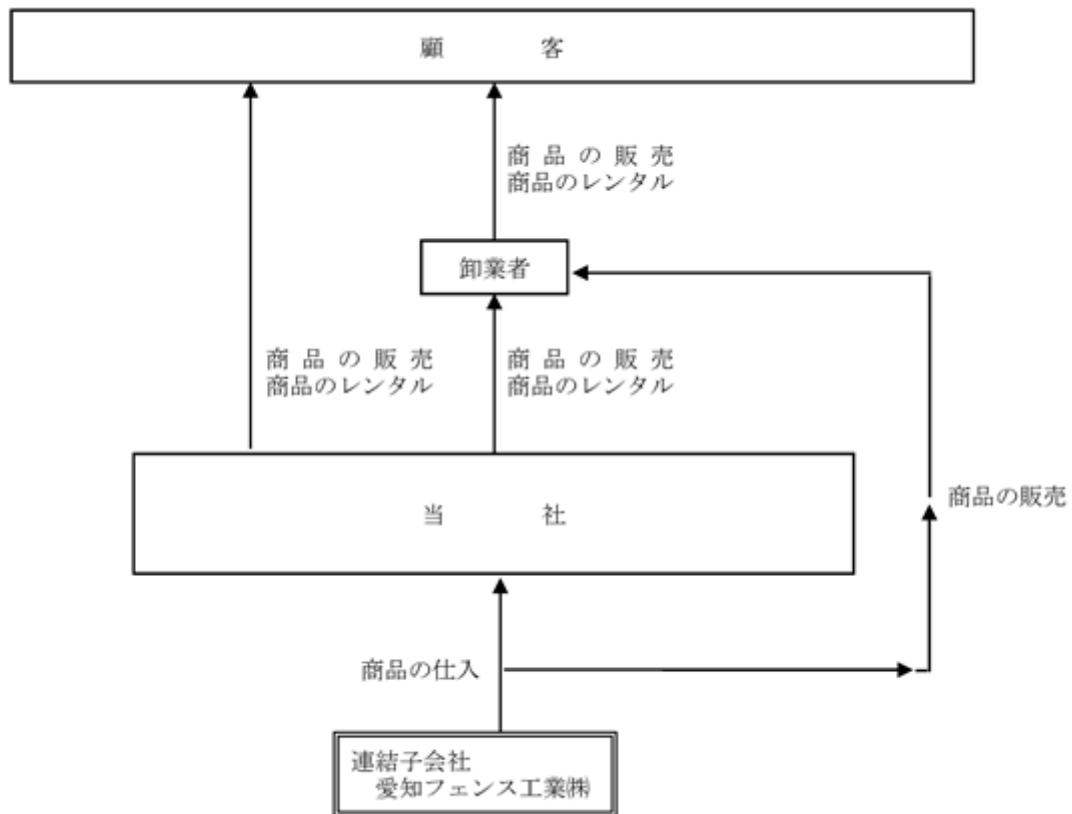 顧 客
商品の販売
商品のレンタル
卸業者
商品の販売
商品のレンタル
商品の販売
商品のレンタル
当 社
商品の販売
商品の仕入
連結子会社
愛知フェンス工業㈱